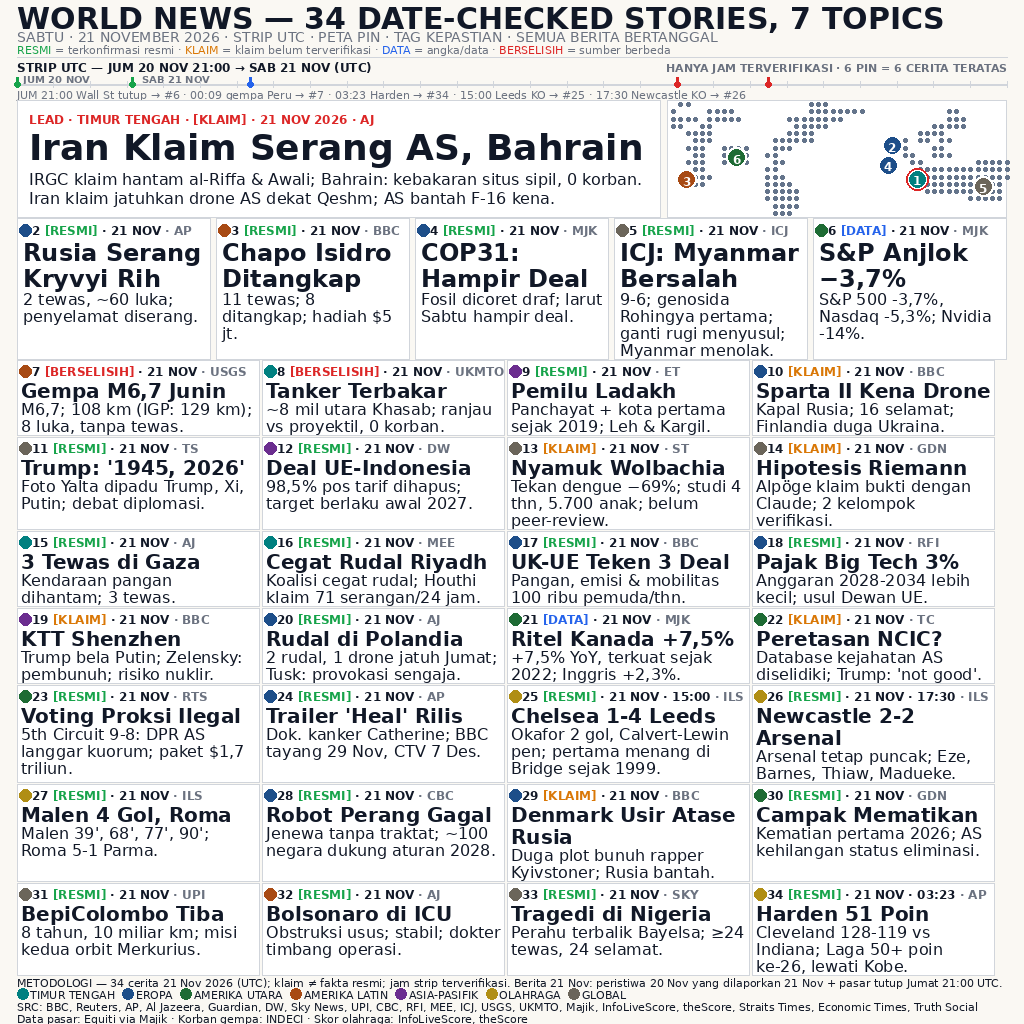 WORLD NEWS — 34 DATE-CHECKED STORIES, 7 TOPICS
SABTU · 21 NOVEMBER 2026 · STRIP UTC · PETA PIN · TAG KEPASTIAN · SEMUA BERITA BERTANGGAL
RESMI = terkonfirmasi resmi · KLAIM = klaim belum terverifikasi · DATA = angka/data · BERSELISIH = sumber berbeda
STRIP UTC — JUM 20 NOV 21:00 → SAB 21 NOV (UTC)
HANYA JAM TERVERIFIKASI · 6 PIN = 6 CERITA TERATAS
JUM 20 NOV
SAB 21 NOV
JUM 21:00 Wall St tutup → #6 · 00:09 gempa Peru → #7 · 03:23 Harden → #34 · 15:00 Leeds KO → #25 · 17:30 Newcastle KO → #26
LEAD · TIMUR TENGAH · [KLAIM] · 21 NOV 2026 · AJ
Iran Klaim Serang AS, Bahrain
IRGC klaim hantam al-Riffa & Awali; Bahrain: kebakaran situs sipil, 0 korban.
Iran klaim jatuhkan drone AS dekat Qeshm; AS bantah F-16 kena.
2
6
4
3
1
5
2 [RESMI] · 21 NOV · AP
Rusia Serang
Kryvyi Rih
2 tewas, ~60 luka;
penyelamat diserang.
3 [RESMI] · 21 NOV · BBC
Chapo Isidro
Ditangkap
11 tewas; 8
ditangkap; hadiah $5
jt.
4 [RESMI] · 21 NOV · MJK
COP31:
Hampir Deal
Fosil dicoret draf; larut
Sabtu hampir deal.
5 [RESMI] · 21 NOV · ICJ
ICJ: Myanmar
Bersalah
9-6; genosida
Rohingya pertama;
ganti rugi menyusul;
Myanmar menolak.
6 [DATA] · 21 NOV · MJK
S&P Anjlok
−3,7%
S&P 500 -3,7%,
Nasdaq -5,3%; Nvidia
-14%.
7 [BERSELISIH] · 21 NOV · USGS
Gempa M6,7 Junin
M6,7; 108 km (IGP: 129 km);
8 luka, tanpa tewas.
8 [BERSELISIH] · 21 NOV · UKMTO
Tanker Terbakar
~8 mil utara Khasab; ranjau
vs proyektil, 0 korban.
9 [RESMI] · 21 NOV · ET
Pemilu Ladakh
Panchayat + kota pertama
sejak 2019; Leh & Kargil.
10 [KLAIM] · 21 NOV · BBC
Sparta II Kena Drone
Kapal Rusia; 16 selamat;
Finlandia duga Ukraina.
11 [RESMI] · 21 NOV · TS
Trump: '1945, 2026'
Foto Yalta dipadu Trump, Xi,
Putin; debat diplomasi.
12 [RESMI] · 21 NOV · DW
Deal UE-Indonesia
98,5% pos tarif dihapus;
target berlaku awal 2027.
13 [KLAIM] · 21 NOV · ST
Nyamuk Wolbachia
Tekan dengue −69%; studi 4
thn, 5.700 anak; belum
peer-review.
14 [KLAIM] · 21 NOV · GDN
Hipotesis Riemann
Alpöge klaim bukti dengan
Claude; 2 kelompok
verifikasi.
15 [RESMI] · 21 NOV · AJ
3 Tewas di Gaza
Kendaraan pangan
dihantam; 3 tewas.
16 [RESMI] · 21 NOV · MEE
Cegat Rudal Riyadh
Koalisi cegat rudal; Houthi
klaim 71 serangan/24 jam.
17 [RESMI] · 21 NOV · BBC
UK-UE Teken 3 Deal
Pangan, emisi & mobilitas
100 ribu pemuda/thn.
18 [RESMI] · 21 NOV · RFI
Pajak Big Tech 3%
Anggaran 2028-2034 lebih
kecil; usul Dewan UE.
19 [KLAIM] · 21 NOV · BBC
KTT Shenzhen
Trump bela Putin; Zelensky:
pembunuh; risiko nuklir.
20 [RESMI] · 21 NOV · AJ
Rudal di Polandia
2 rudal, 1 drone jatuh Jumat;
Tusk: provokasi sengaja.
21 [DATA] · 21 NOV · MJK
Ritel Kanada +7,5%
+7,5% YoY, terkuat sejak
2022; Inggris +2,3%.
22 [KLAIM] · 21 NOV · TC
Peretasan NCIC?
Database kejahatan AS
diselidiki; Trump: 'not good'.
23 [RESMI] · 21 NOV · RTS
Voting Proksi Ilegal
5th Circuit 9-8: DPR AS
langgar kuorum; paket $1,7
triliun.
24 [RESMI] · 21 NOV · AP
Trailer 'Heal' Rilis
Dok. kanker Catherine; BBC
tayang 29 Nov, CTV 7 Des.
25 [RESMI] · 21 NOV · 15:00 · ILS
Chelsea 1-4 Leeds
Okafor 2 gol, Calvert-Lewin
pen; pertama menang di
Bridge sejak 1999.
26 [RESMI] · 21 NOV · 17:30 · ILS
Newcastle 2-2
Arsenal
Arsenal tetap puncak; Eze,
Barnes, Thiaw, Madueke.
27 [RESMI] · 21 NOV · ILS
Malen 4 Gol, Roma
Malen 39', 68', 77', 90';
Roma 5-1 Parma.
28 [RESMI] · 21 NOV · CBC
Robot Perang Gagal
Jenewa tanpa traktat; ~100
negara dukung aturan 2028.
29 [KLAIM] · 21 NOV · BBC
Denmark Usir Atase
Rusia
Duga plot bunuh rapper
Kyivstoner; Rusia bantah.
30 [RESMI] · 21 NOV · GDN
Campak Mematikan
Kematian pertama 2026; AS
kehilangan status eliminasi.
31 [RESMI] · 21 NOV · UPI
BepiColombo Tiba
8 tahun, 10 miliar km; misi
kedua orbit Merkurius.
32 [RESMI] · 21 NOV · AJ
Bolsonaro di ICU
Obstruksi usus; stabil; dokter
timbang operasi.
33 [RESMI] · 21 NOV · SKY
Tragedi di Nigeria
Perahu terbalik Bayelsa; ≥24
tewas, 24 selamat.
34 [RESMI] · 21 NOV · 03:23 · AP
Harden 51 Poin
Cleveland 128-119 vs
Indiana; Laga 50+ poin
ke-26, lewati Kobe.
METODOLOGI — 34 cerita 21 Nov 2026 (UTC); klaim ≠ fakta resmi; jam strip terverifikasi. Berita 21 Nov: peristiwa 20 Nov yang dilaporkan 21 Nov + pasar tutup Jumat 21:00 UTC.
TIMUR TENGAH EROPA AMERIKA UTARA AMERIKA LATIN ASIA-PASIFIK OLAHRAGA GLOBAL
SRC: BBC, Reuters, AP, Al Jazeera, Guardian, DW, Sky News, UPI, CBC, RFI, MEE, ICJ, USGS, UKMTO, Majik, InfoLiveScore, theScore, Straits Times, Economic Times, Truth Social
Data pasar: Equiti via Majik · Korban gempa: INDECI · Skor olahraga: InfoLiveScore, theScore